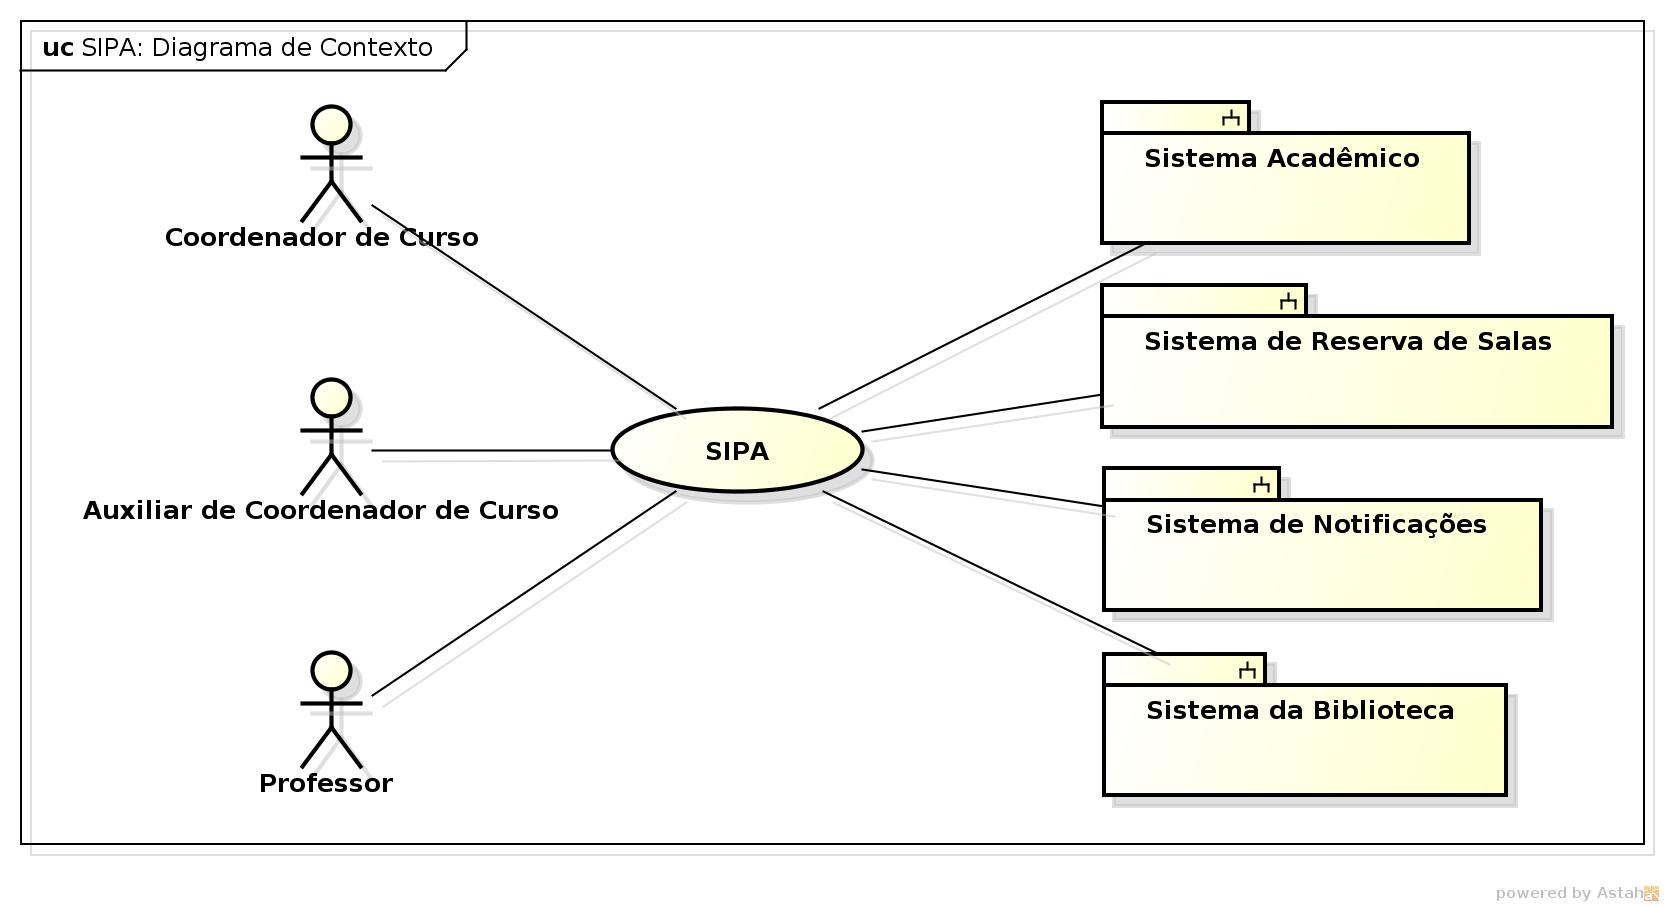 uc SIPA: Diagrama de Contexto
Coordenador de Curso
Auxiliar de Coordenador de Curso
Professor
SIPA
Sistema Acadêmico
Sistema de Reserva de Salas
Sistema de Notificações
Sistema da Biblioteca
powered by Astah